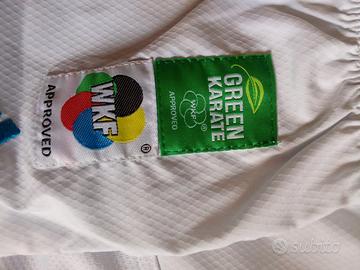 WKF
®
APPROVED
GREEN
KARATE
APPROVED
WKF
®
subito